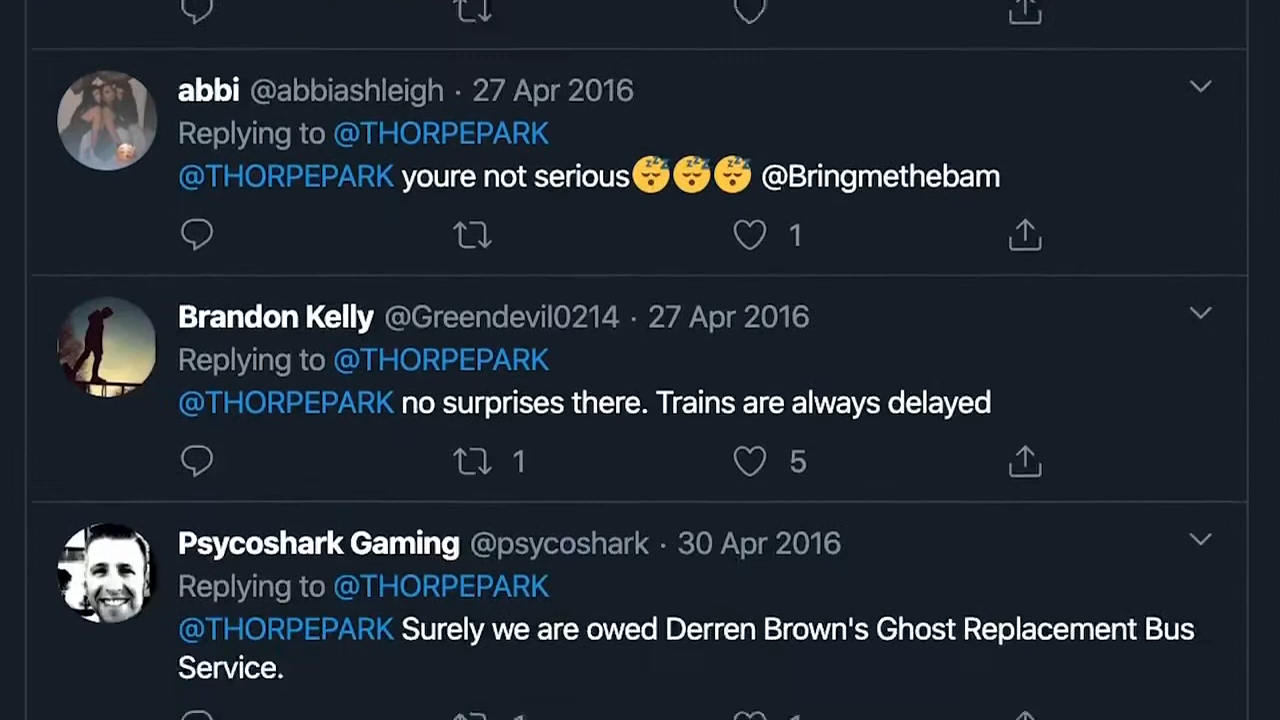 abbi @abbiashleigh · 27 Apr 2016
Replying to @THORPEPARK
@THORPEPARK youre not serious😴😴😴 @Bringmethebam
1
Brandon Kelly @Greendevil0214 · 27 Apr 2016
Replying to @THORPEPARK
@THORPEPARK no surprises there. Trains are always delayed
1 5
Psycoshark Gaming @psycoshark · 30 Apr 2016
Replying to @THORPEPARK
@THORPEPARK Surely we are owed Derren Brown's Ghost Replacement Bus
Service.